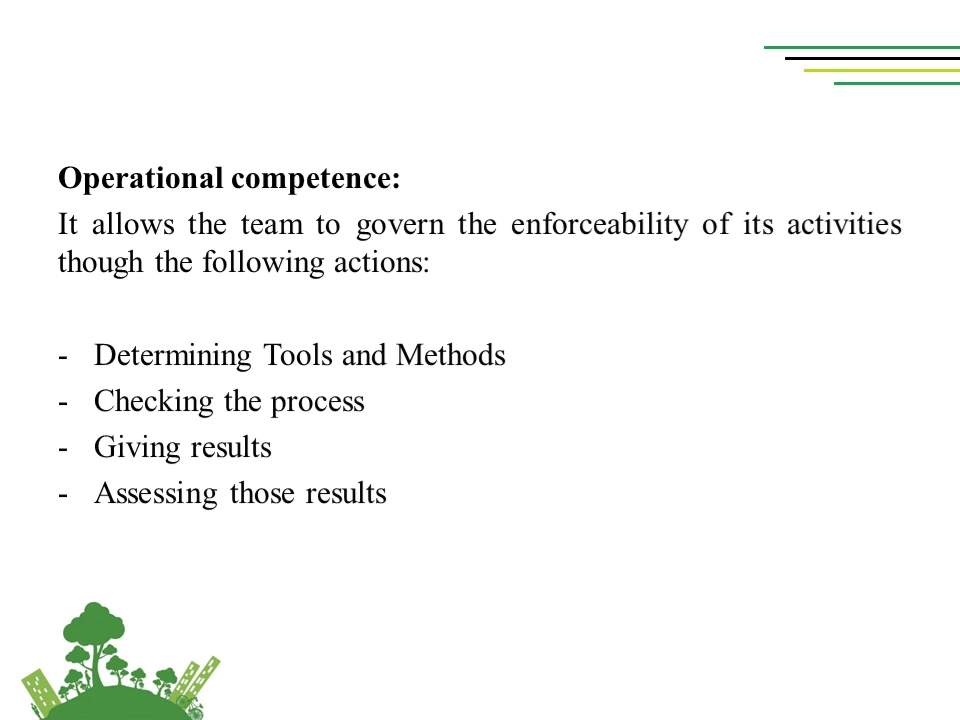 Operational competence:
It allows the team to govern the enforceability of its activities
though the following actions:
- Determining Tools and Methods
- Checking the process
- Giving results
- Assessing those results